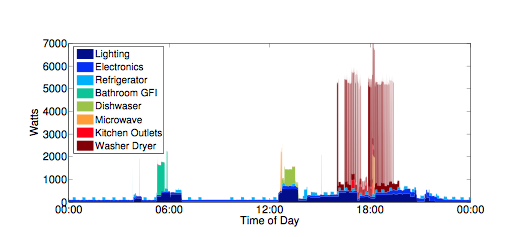 7000
6000
5000
4000
3000
2000
1000
0
Watts
Lighting
Electronics
Refrigerator
Bathroom GFI
Dishwaser
Microwave
Kitchen Outlets
Washer Dryer
00:00 06:00 12:00 18:00 00:00
Time of Day